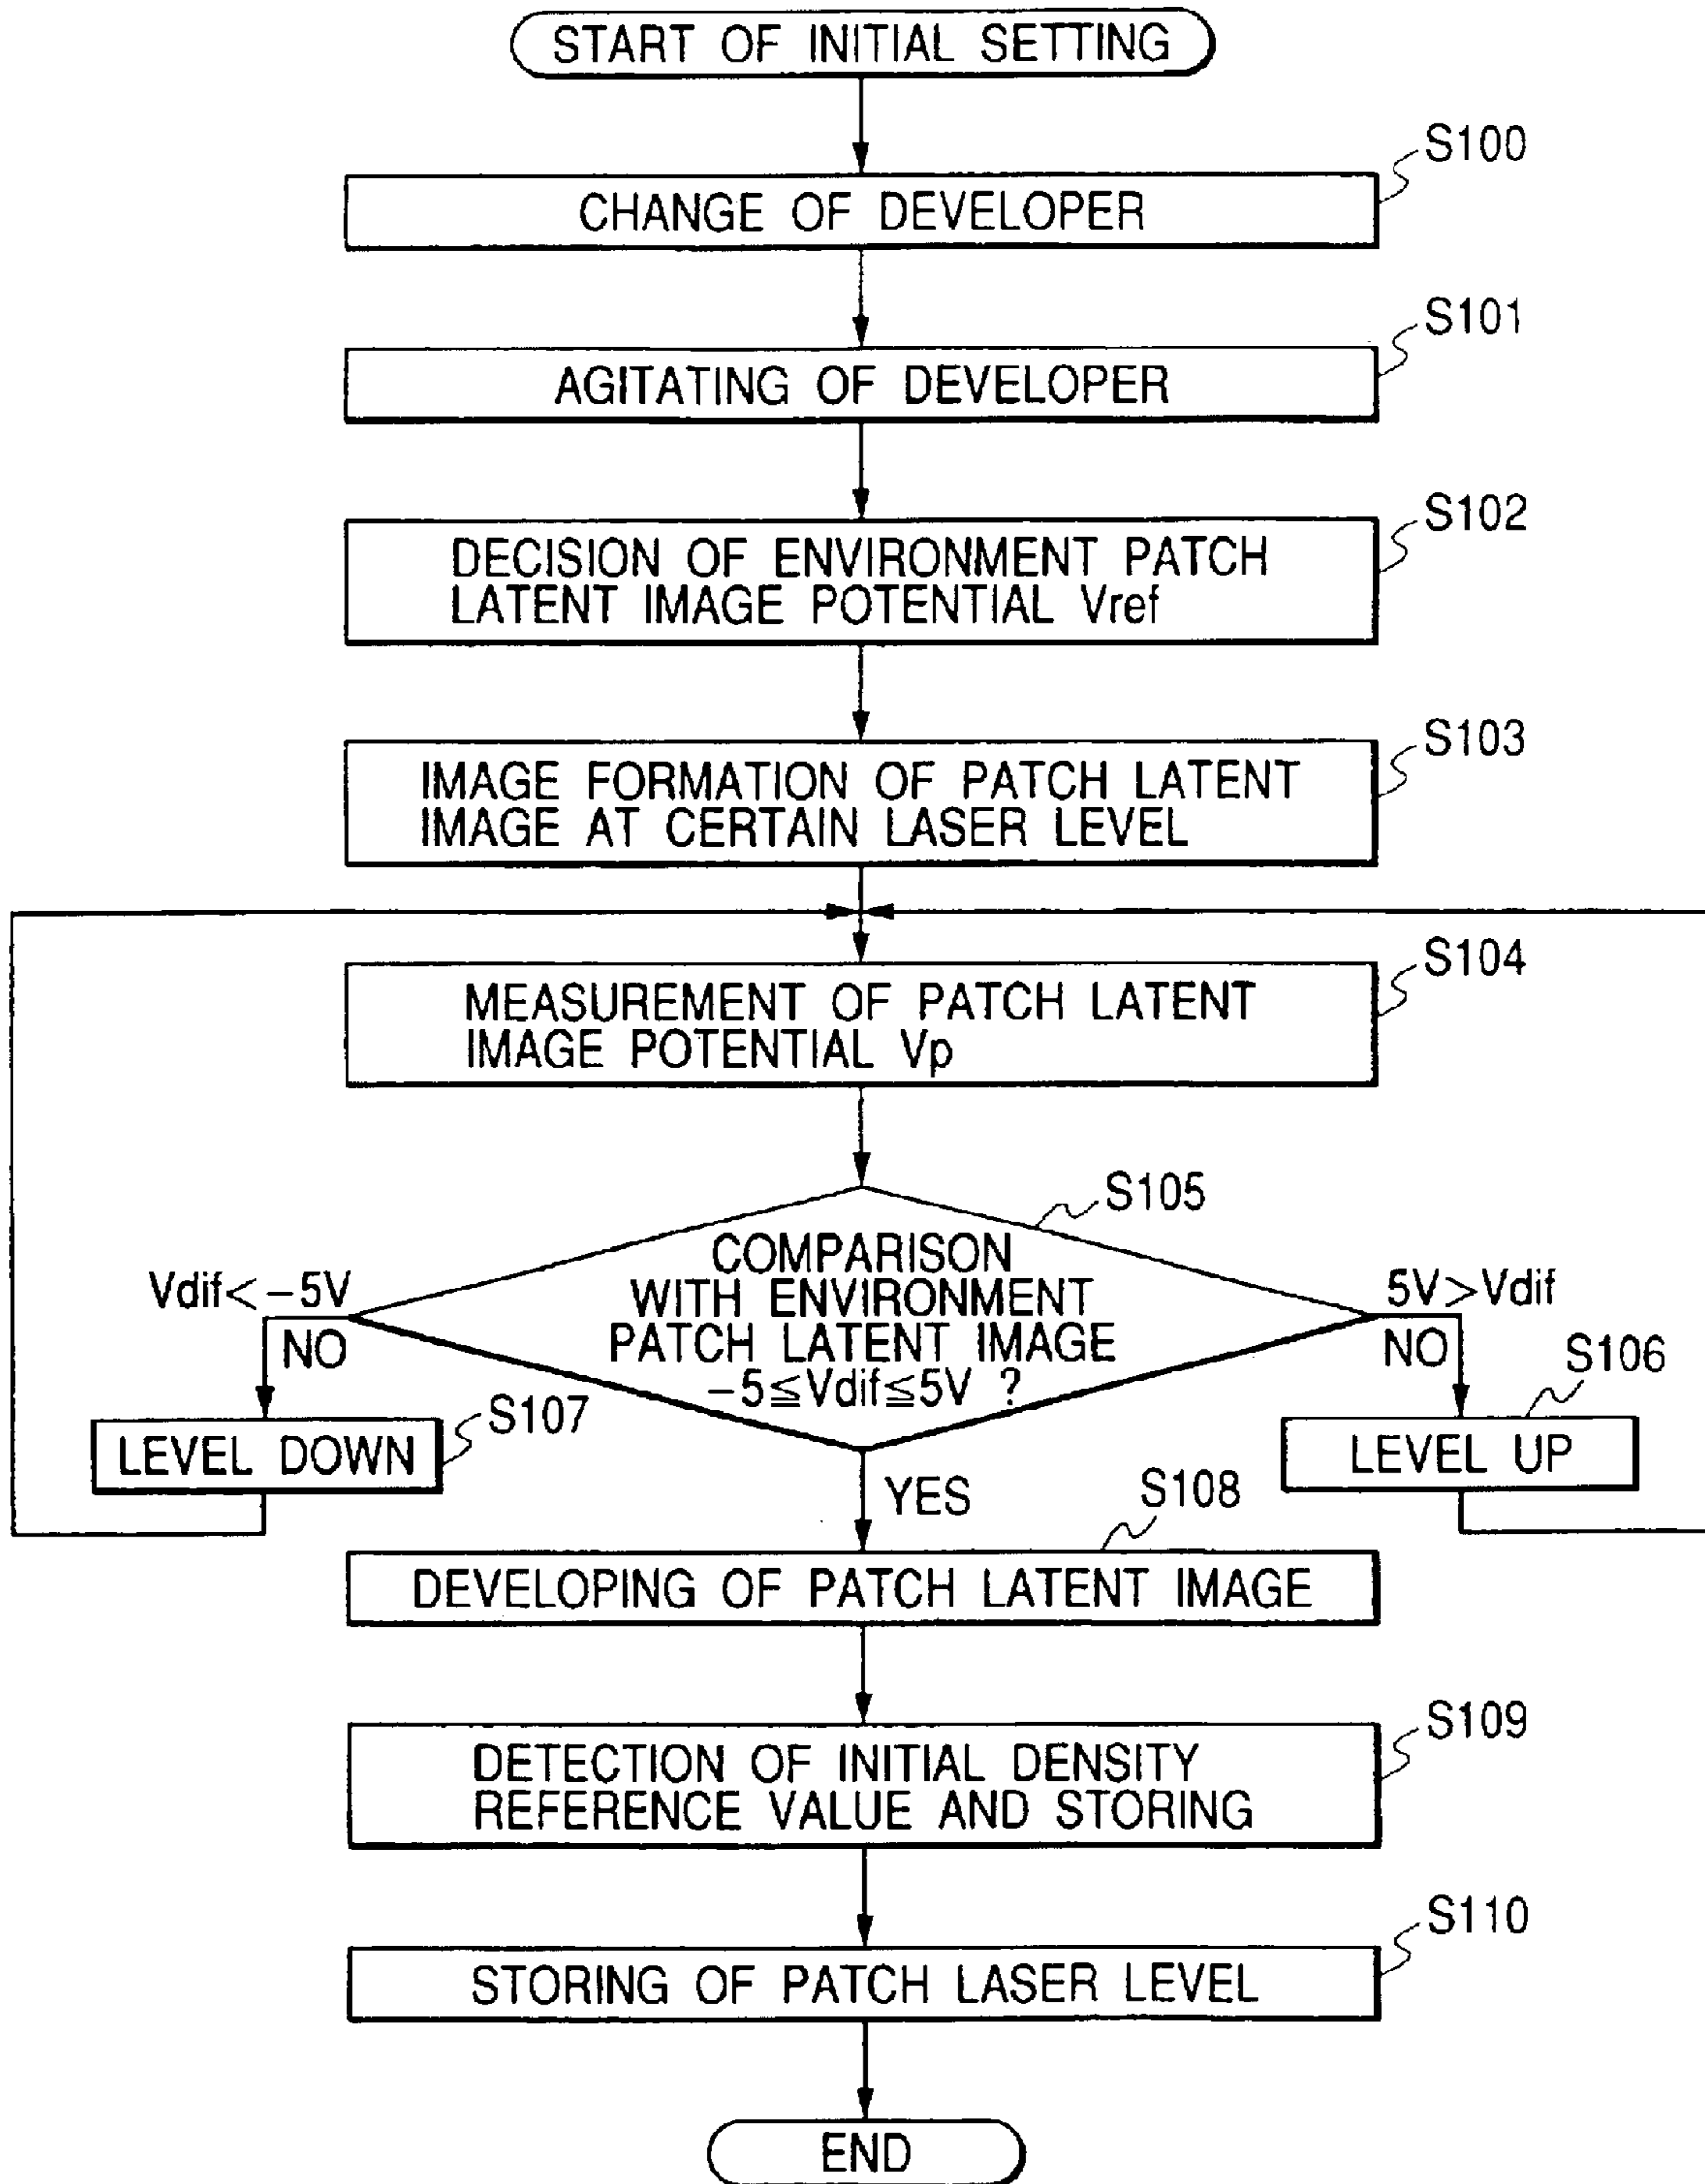 START OF INITIAL SETTING
S100
CHANGE OF DEVELOPER
S101
AGITATING OF DEVELOPER
S102
DECISION OF ENVIRONMENT PATCH
LATENT IMAGE POTENTIAL Vref
S103
IMAGE FORMATION OF PATCH LATENT
IMAGE AT CERTAIN LASER LEVEL
S104
MEASUREMENT OF PATCH LATENT
IMAGE POTENTIAL Vp
S105
COMPARISON
WITH ENVIRONMENT
PATCH LATENT IMAGE
-5≦Vdif≦5V ?
Vdif<-5V
NO
5V>Vdif
NO
S106
LEVEL UP
S107
LEVEL DOWN
YES
S108
DEVELOPING OF PATCH LATENT IMAGE
S109
DETECTION OF INITIAL DENSITY
REFERENCE VALUE AND STORING
S110
STORING OF PATCH LASER LEVEL
END